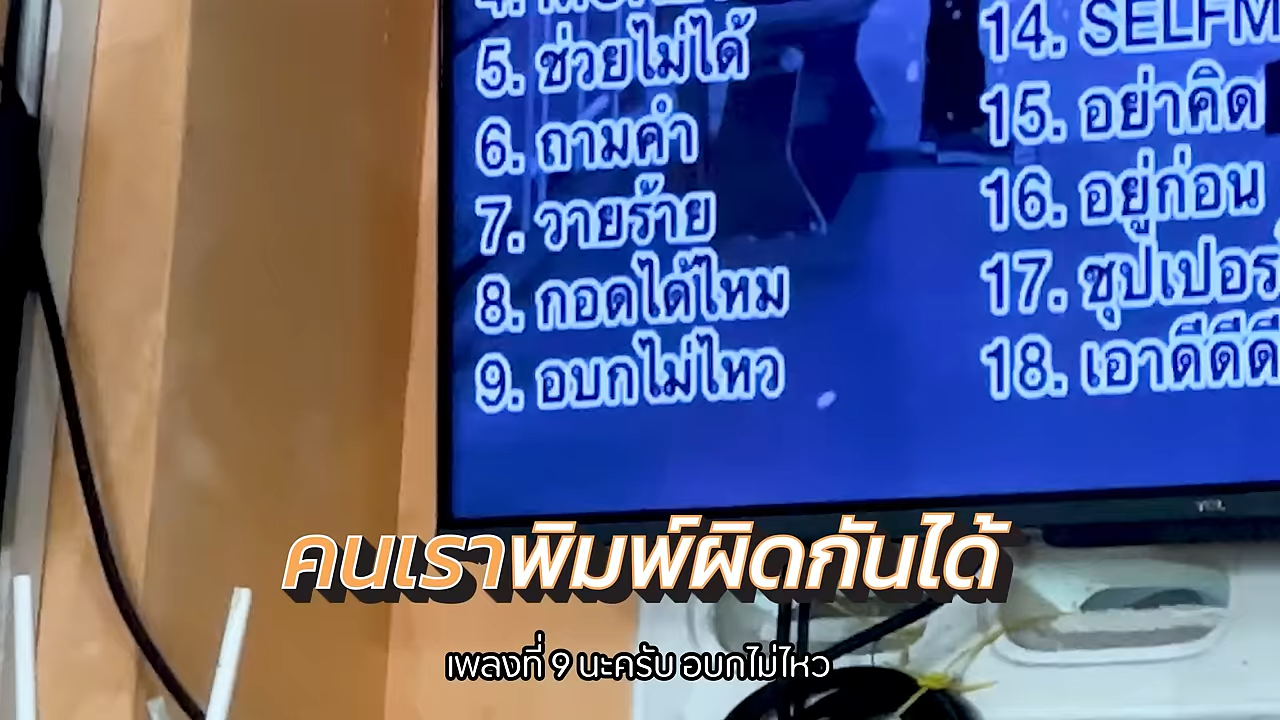 5. ช่วยไม่ได้
6. ถามคำ
7. วายร้าย
8. กอดได้ไหม
9. อบกไม่ไหว
14. SELFM
15. อย่าคิด
16. อยู่ก่อน
17. ซุปเปอร์
18. เอาดีดีดี
TCL
คนเราพิมพ์ผิดกันได้
เพลงที่ 9 นะครับ อบกไม่ไหว